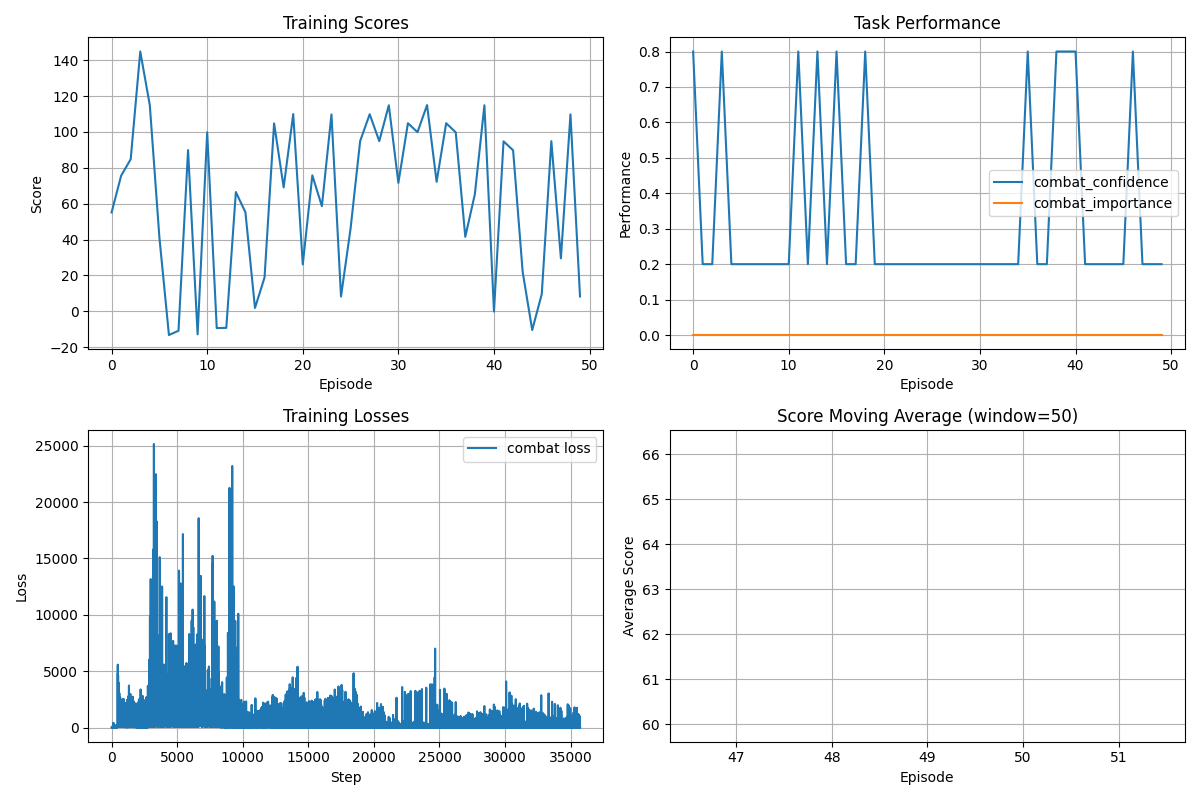 Training Scores
140
120
100
80
60
40
20
0
−20
Score
0 10 20 30 40 50
Episode
Task Performance
0.8
0.7
0.6
0.5
0.4
0.3
0.2
0.1
0.0
Performance
combat_confidence
combat_importance
0 10 20 30 40 50
Episode
Training Losses
25000
20000
15000
10000
5000
0
Loss
combat loss
0 5000 10000 15000 20000 25000 30000 35000
Step
Score Moving Average (window=50)
66
65
64
63
62
61
60
Average Score
47 48 49 50 51
Episode